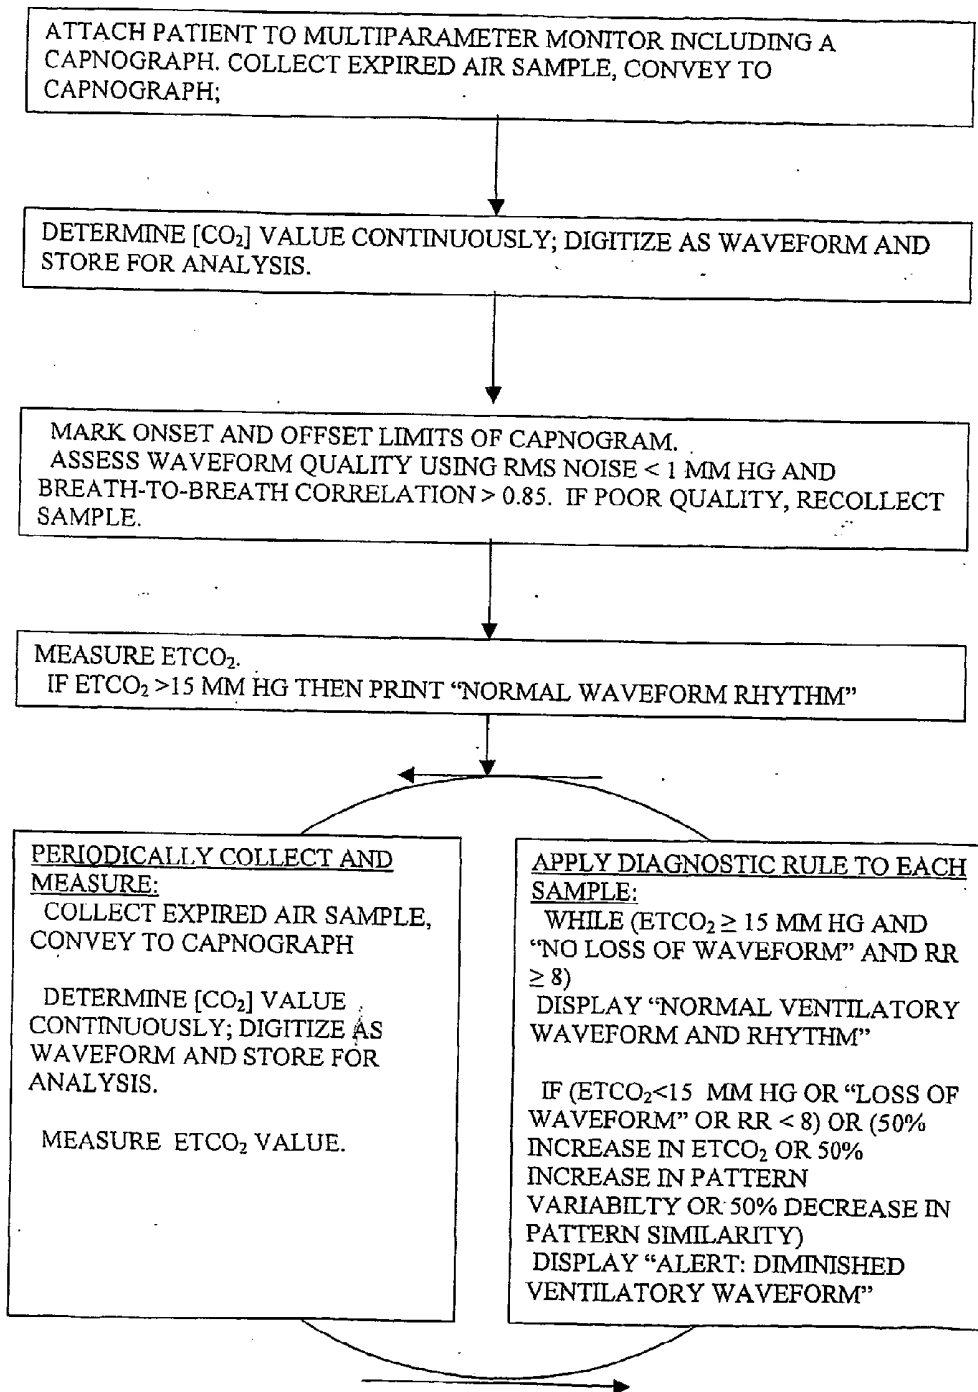 ATTACH PATIENT TO MULTIPARAMETER MONITOR INCLUDING A
CAPNOGRAPH. COLLECT EXPIRED AIR SAMPLE, CONVEY TO
CAPNOGRAPH;
DETERMINE [CO₂] VALUE CONTINUOUSLY; DIGITIZE AS WAVEFORM AND
STORE FOR ANALYSIS.
MARK ONSET AND OFFSET LIMITS OF CAPNOGRAM.
ASSESS WAVEFORM QUALITY USING RMS NOISE < 1 MM HG AND
BREATH-TO-BREATH CORRELATION > 0.85. IF POOR QUALITY, RECOLLECT
SAMPLE.
MEASURE ETCO₂.
IF ETCO₂ >15 MM HG THEN PRINT “NORMAL WAVEFORM RHYTHM”
PERIODICALLY COLLECT AND
MEASURE:
COLLECT EXPIRED AIR SAMPLE,
CONVEY TO CAPNOGRAPH
DETERMINE [CO₂] VALUE
CONTINUOUSLY; DIGITIZE AS
WAVEFORM AND STORE FOR
ANALYSIS.
MEASURE ETCO₂ VALUE.
APPLY DIAGNOSTIC RULE TO EACH
SAMPLE:
WHILE (ETCO₂ ≥ 15 MM HG AND
“NO LOSS OF WAVEFORM” AND RR
≥ 8)
DISPLAY “NORMAL VENTILATORY
WAVEFORM AND RHYTHM”
IF (ETCO₂<15 MM HG OR “LOSS OF
WAVEFORM” OR RR < 8) OR (50%
INCREASE IN ETCO₂ OR 50%
INCREASE IN PATTERN
VARIABILTY OR 50% DECREASE IN
PATTERN SIMILARITY)
DISPLAY “ALERT: DIMINISHED
VENTILATORY WAVEFORM”